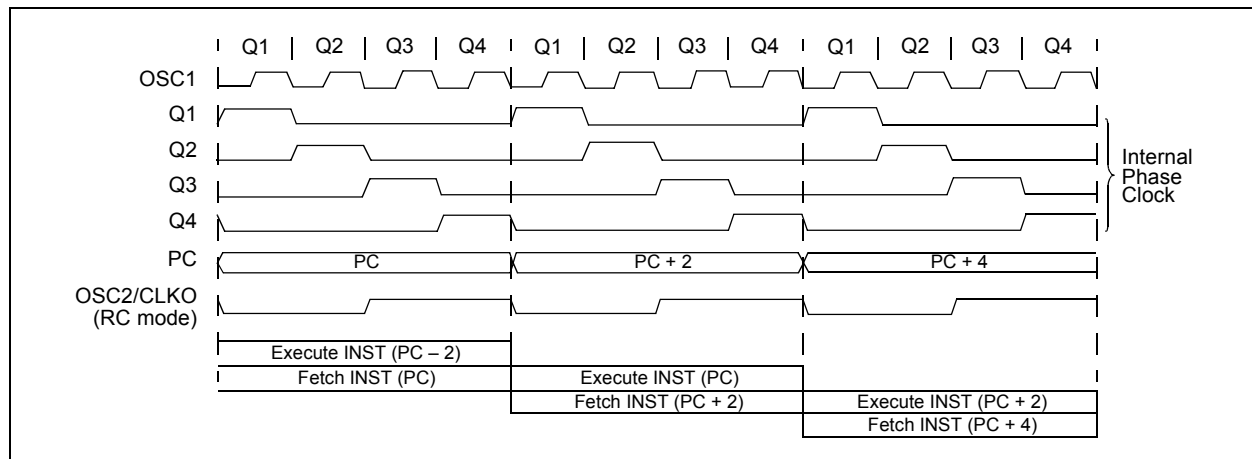 Q1 | Q2 | Q3 | Q4 | Q1 | Q2 | Q3 | Q4 | Q1 | Q2 | Q3 | Q4
OSC1
Q1
Q2
Q3
Q4
Internal
Phase
Clock
PC
PC
PC + 2
PC + 4
OSC2/CLKO
(RC mode)
Execute INST (PC – 2)
Fetch INST (PC)
Execute INST (PC)
Fetch INST (PC + 2)
Execute INST (PC + 2)
Fetch INST (PC + 4)